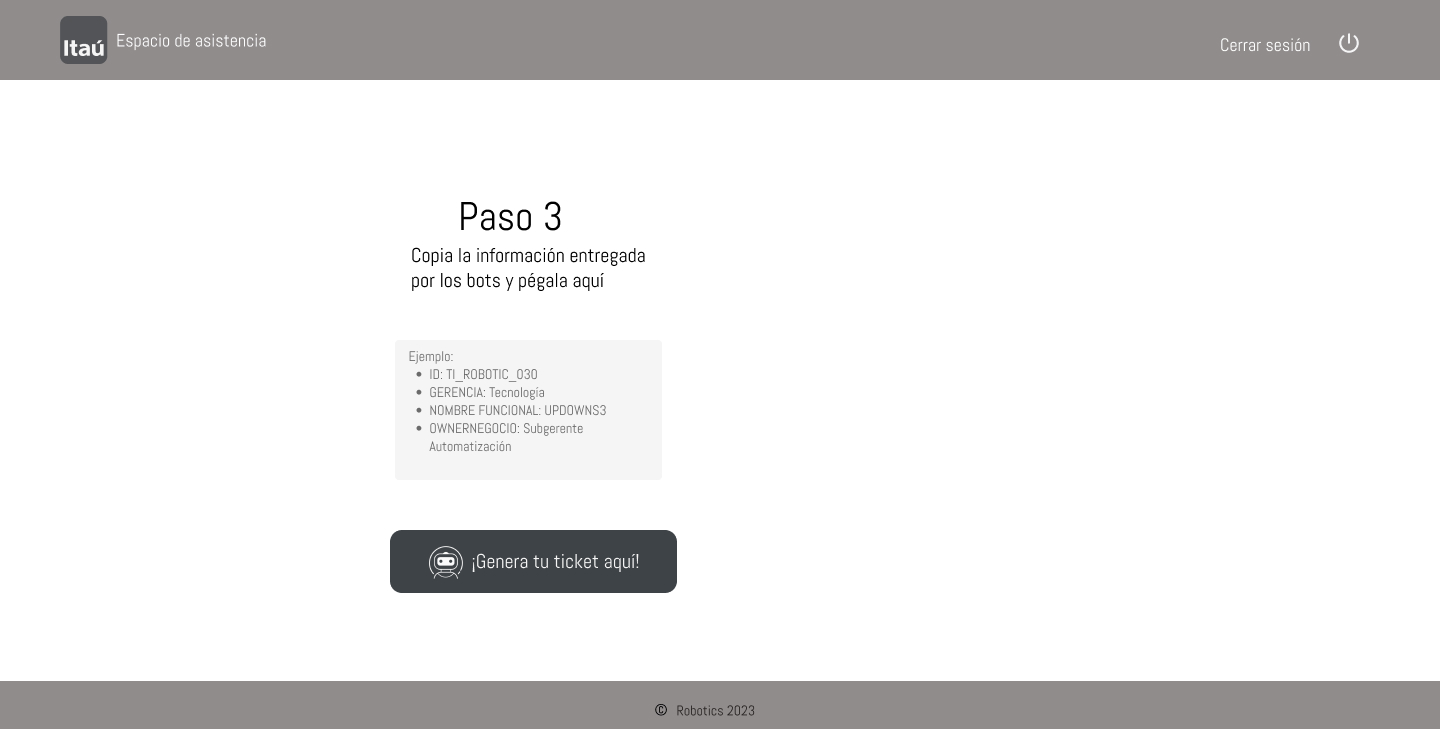 Itaú Espacio de asistencia
Cerrar sesión
Paso 3
Copia la información entregada
por los bots y pégala aquí
Ejemplo:
• ID: TI_ROBOTIC_030
• GERENCIA: Tecnología
• NOMBRE FUNCIONAL: UPDOWNS3
• OWNERNEGOCIO: Subgerente
Automatización
¡Genera tu ticket aquí!
© Robotics 2023